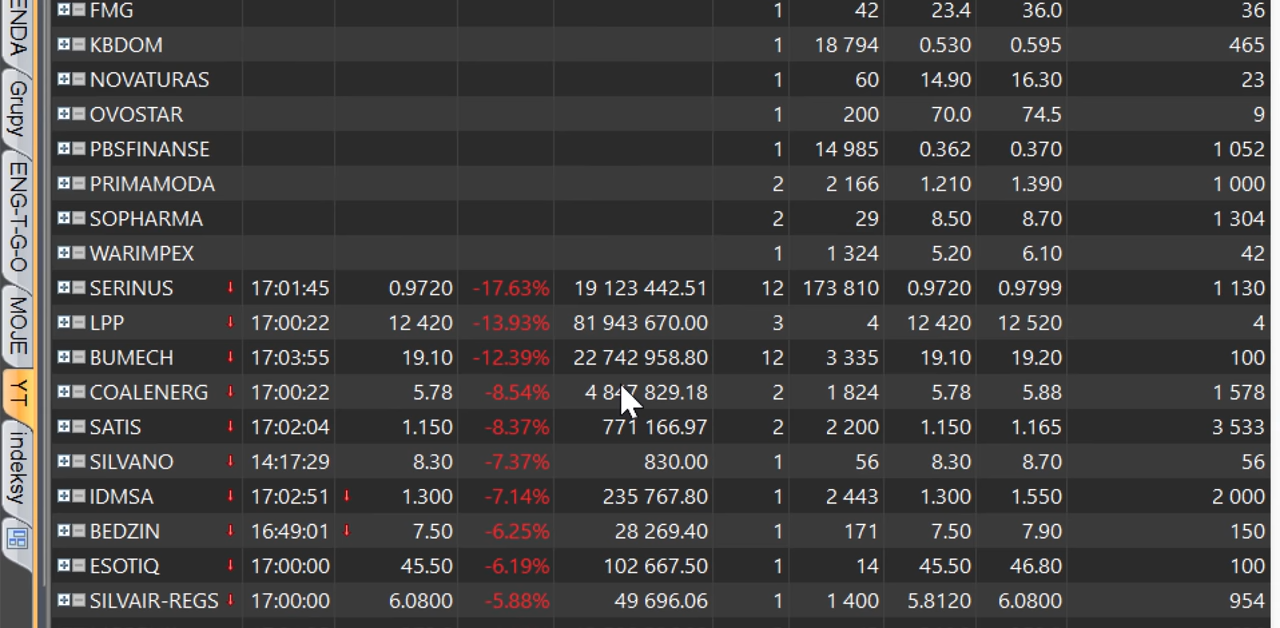 ENDA
Grupy
ENG-T-G-O
MOJE
YT
indeksy
FMG 1 42 23.4 36.0 36
KBDOM 1 18 794 0.530 0.595 465
NOVATURAS 1 60 14.90 16.30 23
OVOSTAR 1 200 70.0 74.5 9
PBSFINANSE 1 14 985 0.362 0.370 1 052
PRIMAMODA 2 2 166 1.210 1.390 1 000
SOPHARMA 2 29 8.50 8.70 1 304
WARIMPEX 1 1 324 5.20 6.10 42
SERINUS 17:01:45 0.9720 -17.63% 19 123 442.51 12 173 810 0.9720 0.9799 1 130
LPP 17:00:22 12 420 -13.93% 81 943 670.00 3 4 12 420 12 520 4
BUMECH 17:03:55 19.10 -12.39% 22 742 958.80 12 3 335 19.10 19.20 100
COALENERG 17:00:22 5.78 -8.54% 4 847 829.18 2 1 824 5.78 5.88 1 578
SATIS 17:02:04 1.150 -8.37% 771 166.97 2 2 200 1.150 1.165 3 533
SILVANO 14:17:29 8.30 -7.37% 830.00 1 56 8.30 8.70 56
IDMSA 17:02:51 1.300 -7.14% 235 767.80 1 2 443 1.300 1.550 2 000
BEDZIN 16:49:01 7.50 -6.25% 28 269.40 1 171 7.50 7.90 150
ESOTIQ 17:00:00 45.50 -6.19% 102 667.50 1 14 45.50 46.80 100
SILVAIR-REGS 17:00:00 6.0800 -5.88% 49 696.06 1 1 400 5.8120 6.0800 954